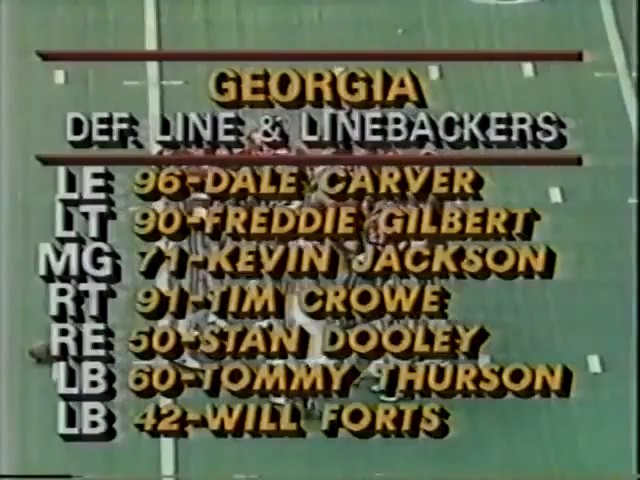 GEORGIA
DEF. LINE & LINEBACKERS
LE 96-DALE CARVER
LT 90-FREDDIE GILBERT
MG 71-KEVIN JACKSON
RT 91-TIM CROWE
RE 50-STAN DOOLEY
LB 60-TOMMY THURSON
LB 42-WILL FORTS